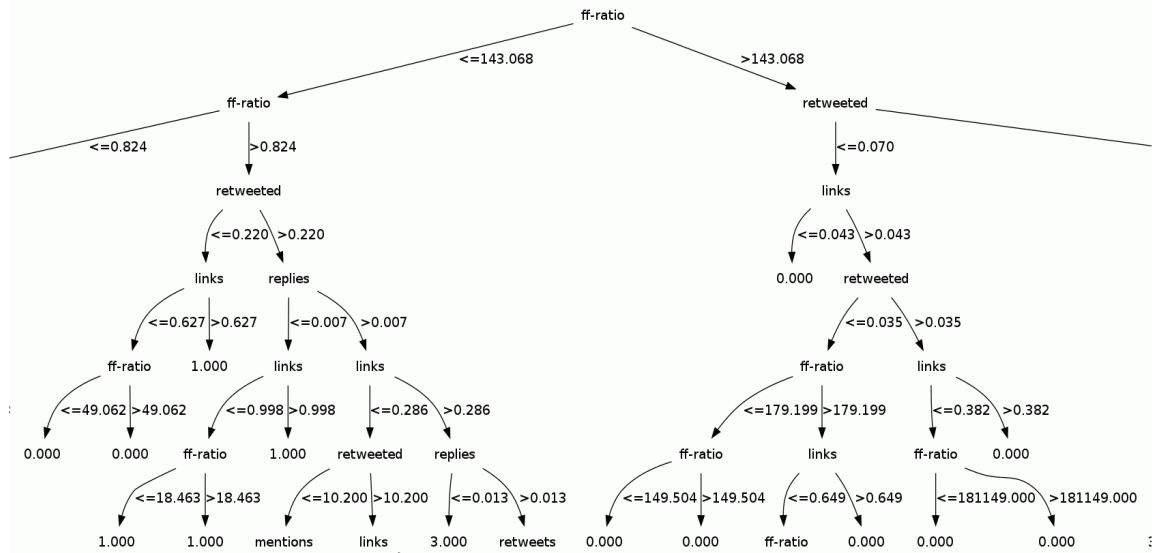 ff-ratio
<=143.068 >143.068
ff-ratio retweeted
<=0.824 >0.824 <=0.070
retweeted links
<=0.220 >0.220 <=0.043 >0.043
links replies 0.000 retweeted
<=0.627 >0.627 <=0.007 >0.007 <=0.035 >0.035
ff-ratio 1.000 links links ff-ratio links
<=49.062 >49.062 <=0.998 >0.998 <=0.286 >0.286 <=179.199 >179.199 <=0.382 >0.382
0.000 0.000 ff-ratio 1.000 retweeted replies ff-ratio links ff-ratio 0.000
<=18.463 >18.463 <=10.200 >10.200 <=0.013 >0.013 <=149.504 >149.504 <=0.649 >0.649 <=181149.000 >181149.000
1.000 1.000 mentions links 3.000 retweets 0.000 0.000 ff-ratio 0.000 0.000 0.000